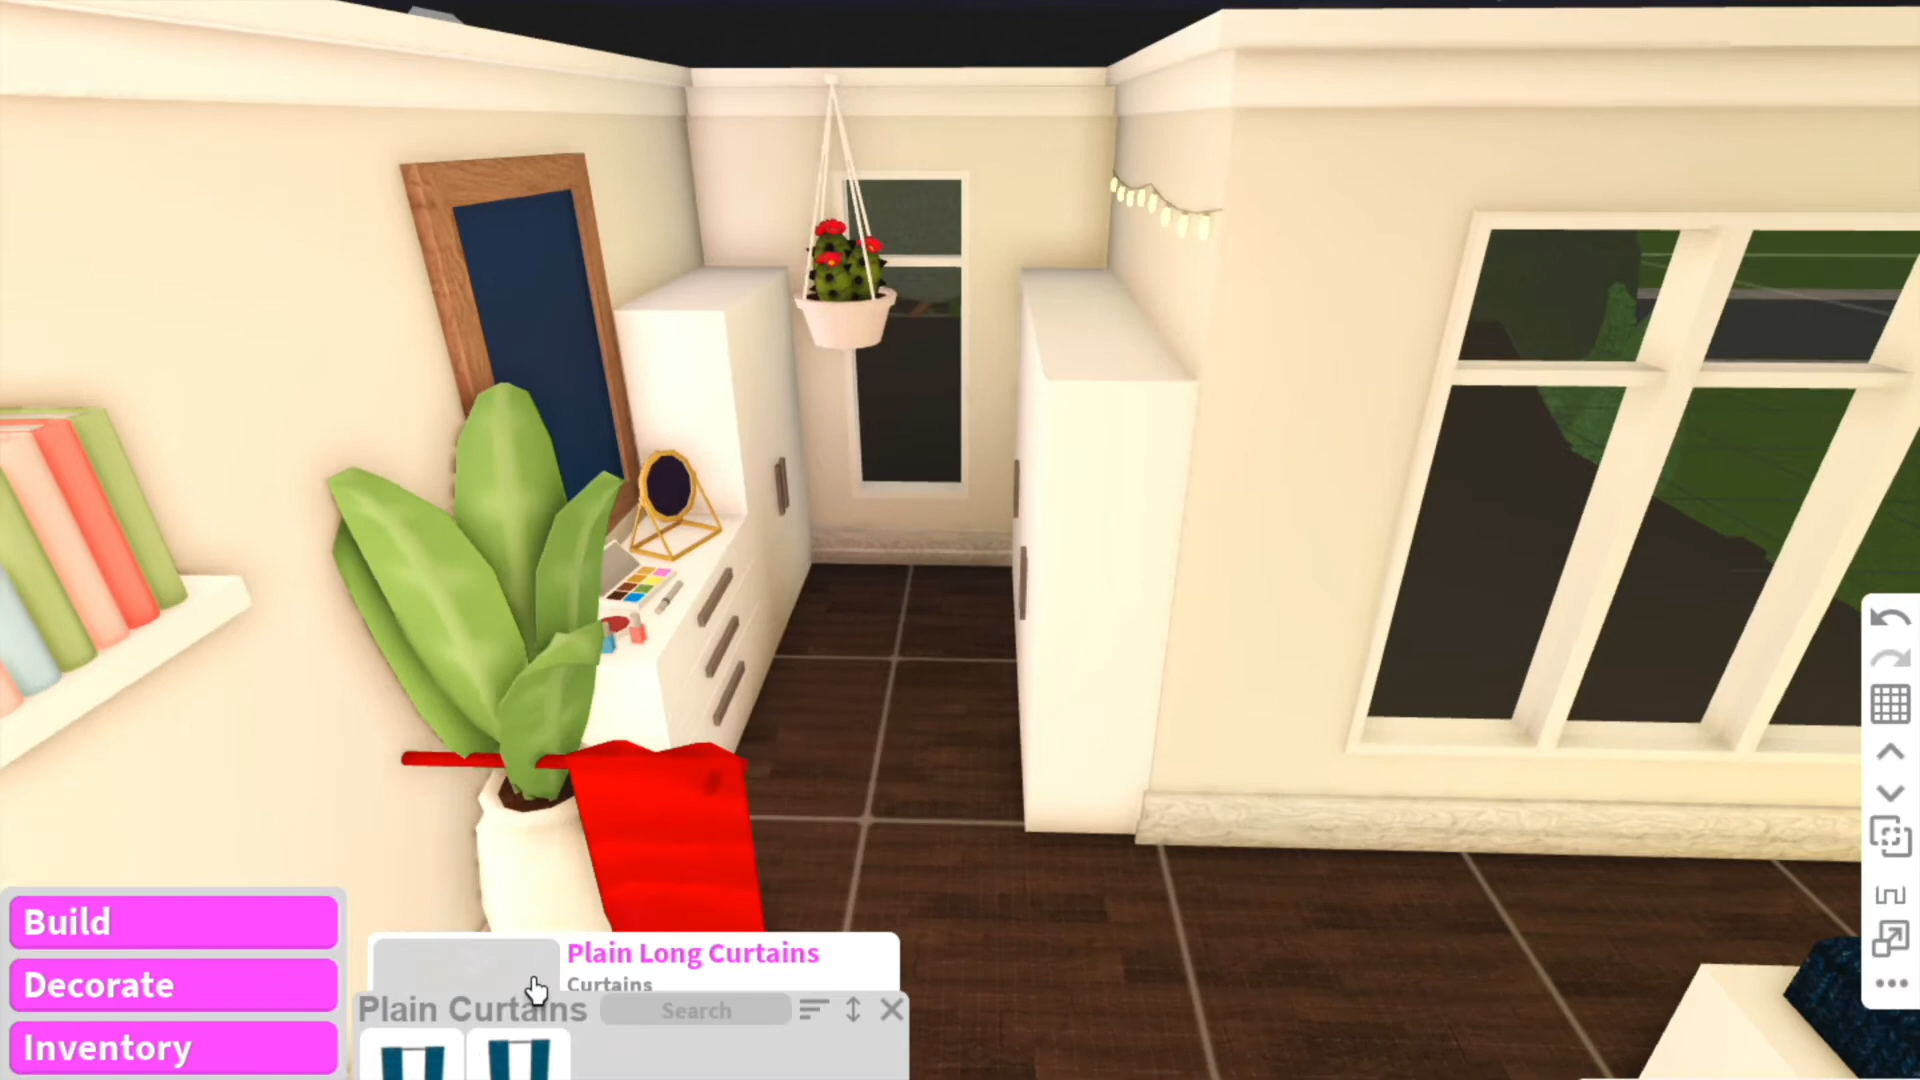 Build
Decorate
Inventory
Plain Long Curtains
Curtains
Plain Curtains
Search